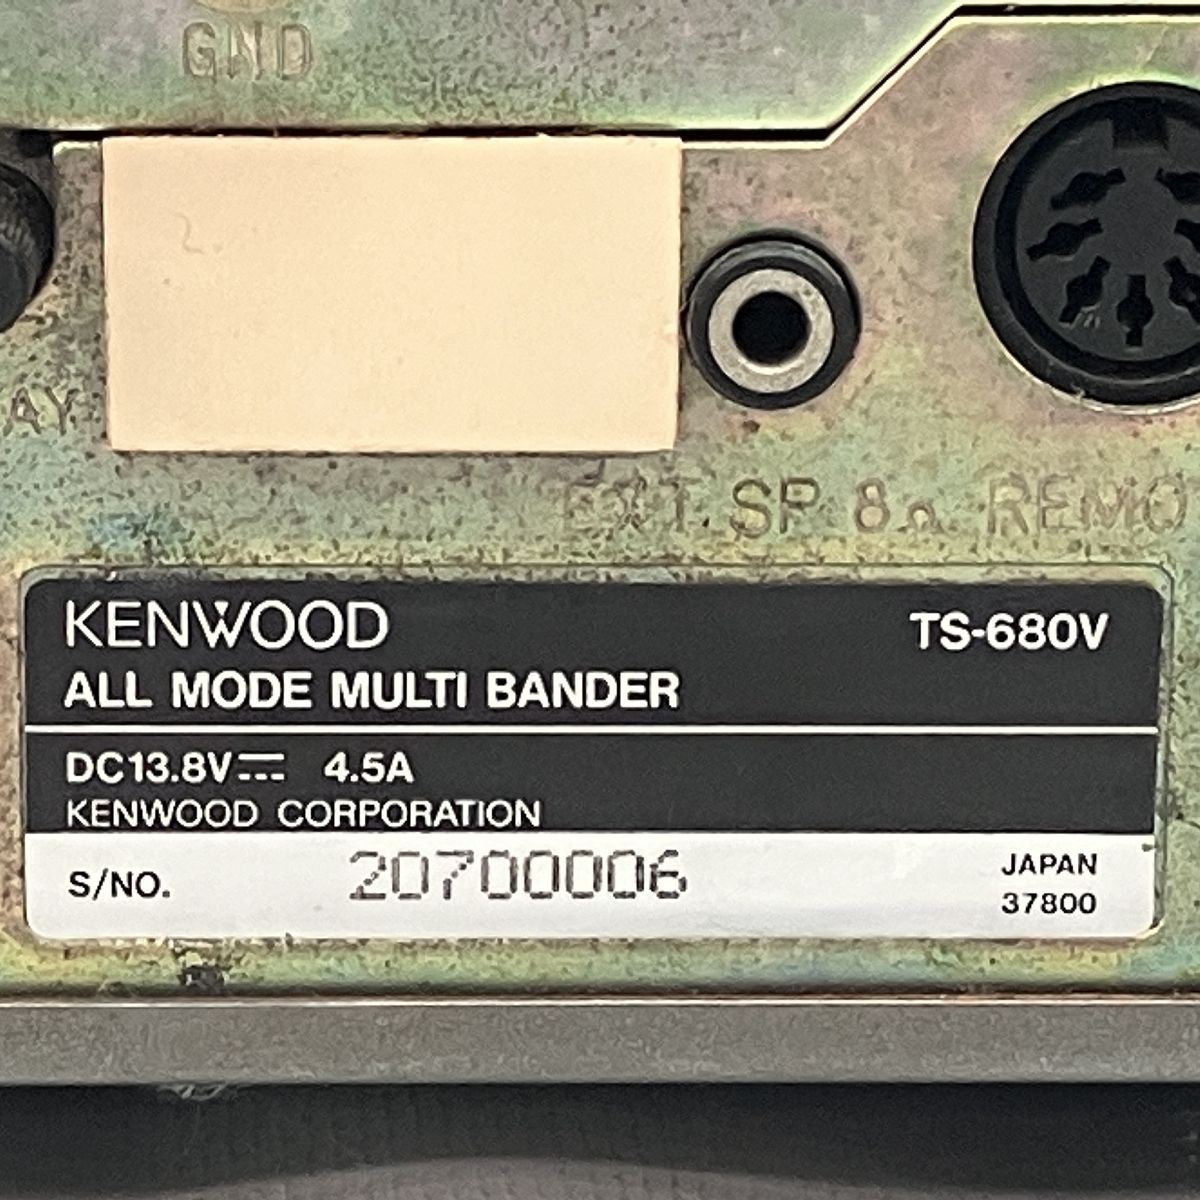 GND
AY
EXT. SP 8Ω REMO
KENWOOD TS-680V
ALL MODE MULTI BANDER
DC13.8V⎓ 4.5A
KENWOOD CORPORATION
S/NO. 20700006 JAPAN
37800